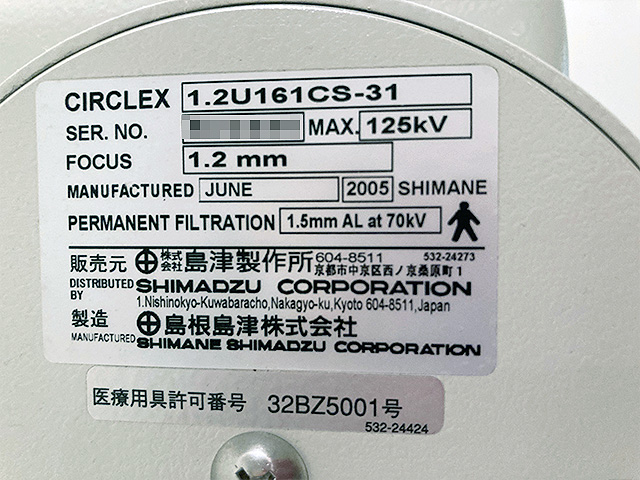 CIRCLEX 1.2U161CS-31
SER. NO. MAX. 125kV
FOCUS 1.2 mm
MANUFACTURED JUNE 2005 SHIMANE
PERMANENT FILTRATION 1.5mm AL at 70kV
販売元 株式会社 島津製作所 604-8511 京都市中京区西ノ京桑原町1 532-24273
DISTRIBUTED BY SHIMADZU CORPORATION
1.Nishinokyo-Kuwabaracho,Nakagyo-ku,Kyoto 604-8511,Japan
製造 島根島津株式会社
MANUFACTURED SHIMANE SHIMADZU CORPORATION
医療用具許可番号 32BZ5001号
532-24424